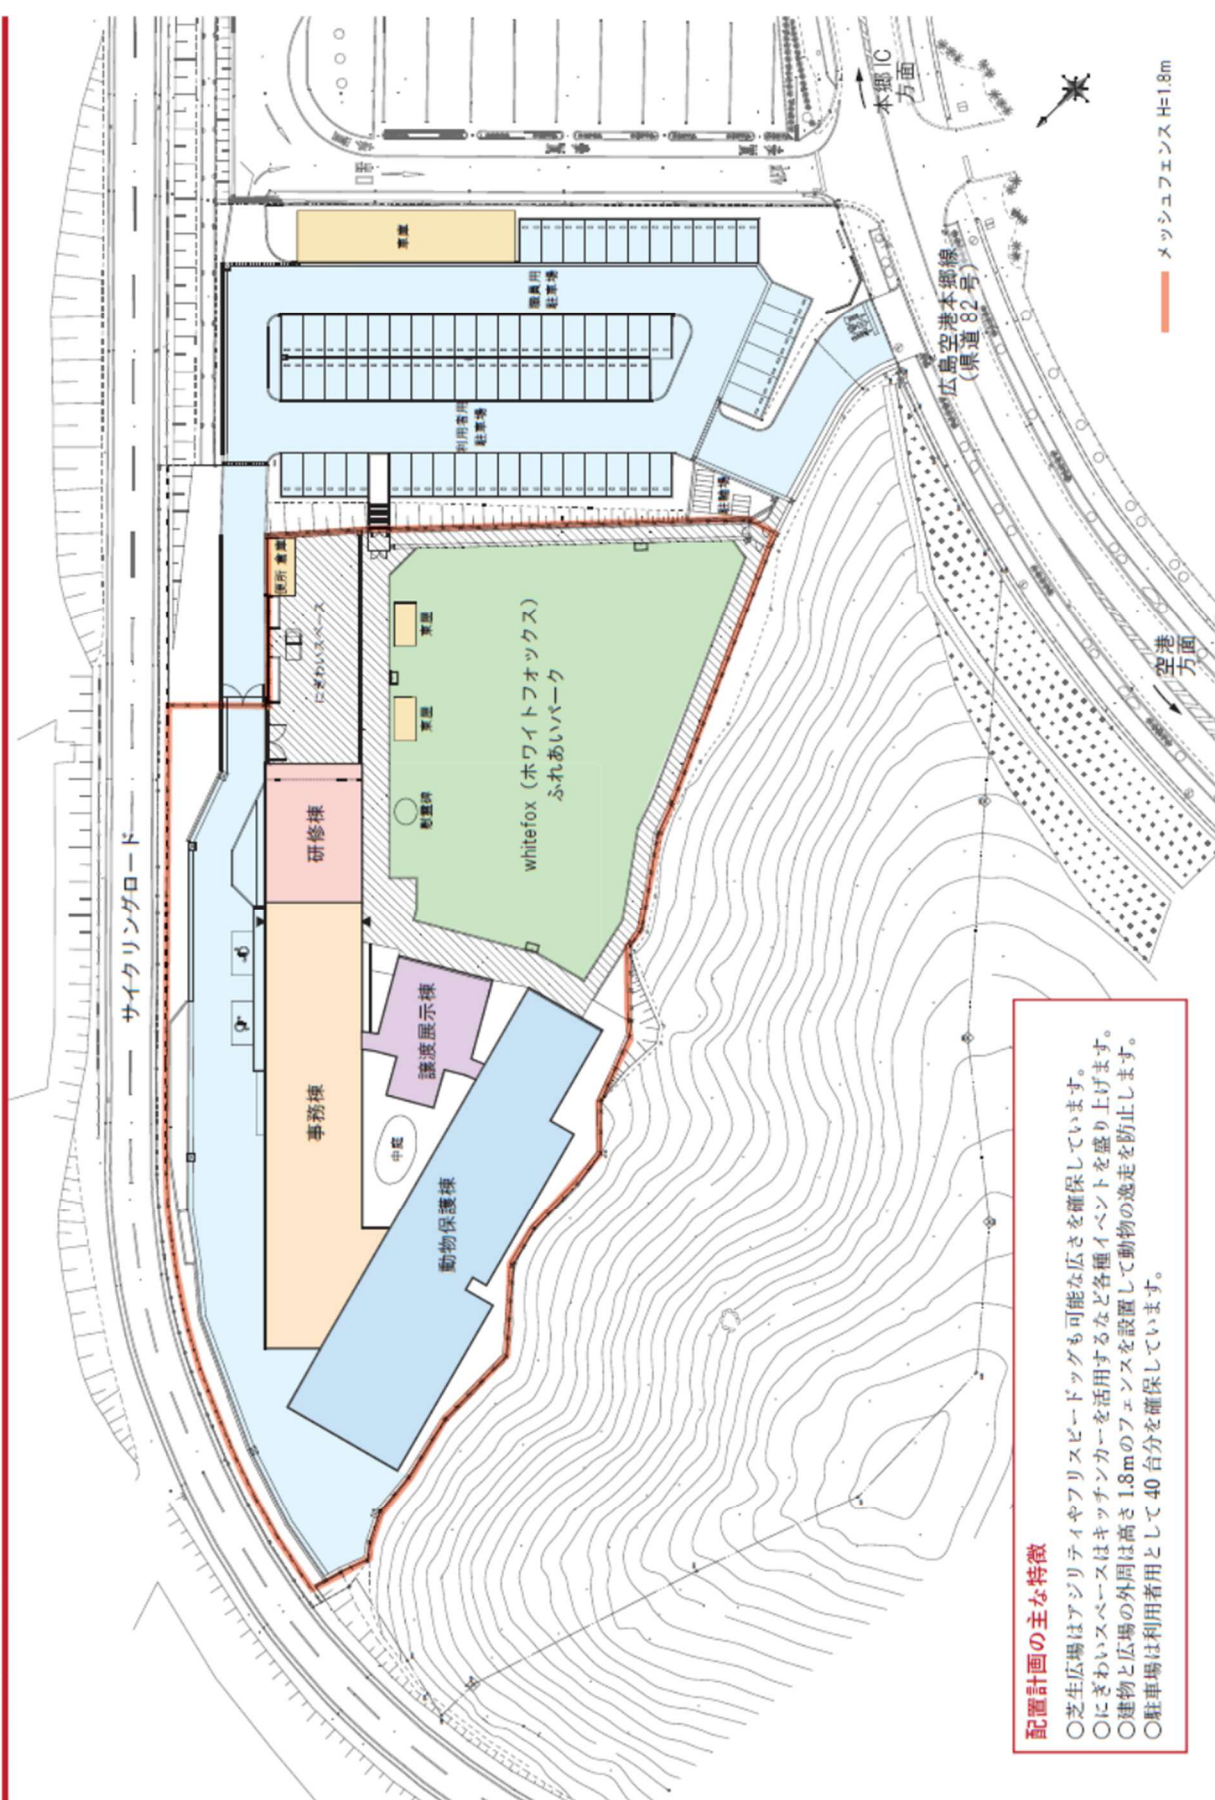 サイクリングロード
本郷IC
方面
車庫
職員用
駐車場
利用者用
駐車場
駐輪場
広島空港本郷線
(県道82号)
メッシュフェンス H=1.8m
便所 倉庫
にぎわいスペース
東屋
東屋
慰霊碑
whitefox（ホワイトフォックス）
ふれあいパーク
空港
方面
研修棟
事務棟
譲渡展示棟
中庭
動物保護棟
配置計画の主な特徴
○芝生広場はアジリティやフリスビードッグも可能な広さを確保しています。
○にぎわいスペースはキッチンカーを活用するなど各種イベントを盛り上げます。
○建物と広場の外周は高さ1.8mのフェンスを設置して動物の逸走を防止します。
○駐車場は利用者用として40台分を確保しています。